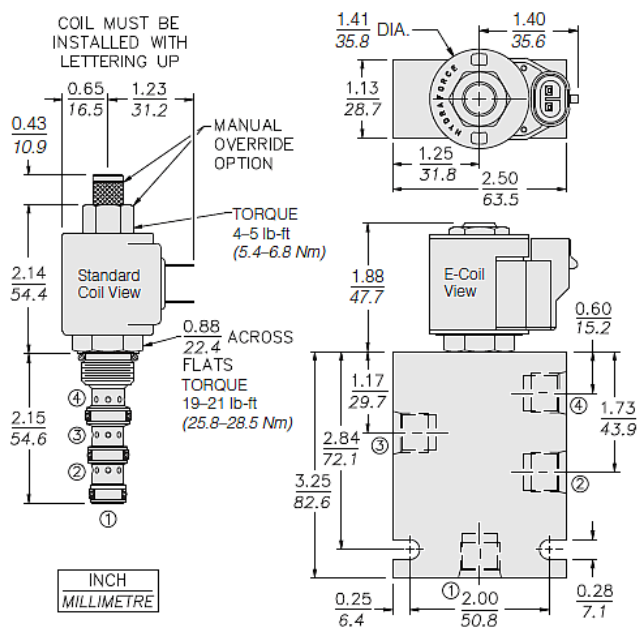 COIL MUST BE
INSTALLED WITH
LETTERING UP
0.65
16.5
1.23
31.2
0.43
10.9
MANUAL
OVERRIDE
OPTION
TORQUE
4–5 lb-ft
(5.4–6.8 Nm)
2.14
54.4
Standard
Coil View
0.88
22.4
ACROSS
FLATS
TORQUE
19–21 lb-ft
(25.8–28.5 Nm)
2.15
54.6
④
③
②
①
INCH
MILLIMETRE
1.41
35.8
DIA.
1.40
35.6
1.13
28.7
HYDRAFORCE
1.25
31.8
2.50
63.5
1.88
47.7
E-Coil
View
0.60
15.2
1.17
29.7
④
1.73
43.9
③
2.84
72.1
②
3.25
82.6
①
0.25
6.4
2.00
50.8
0.28
7.1